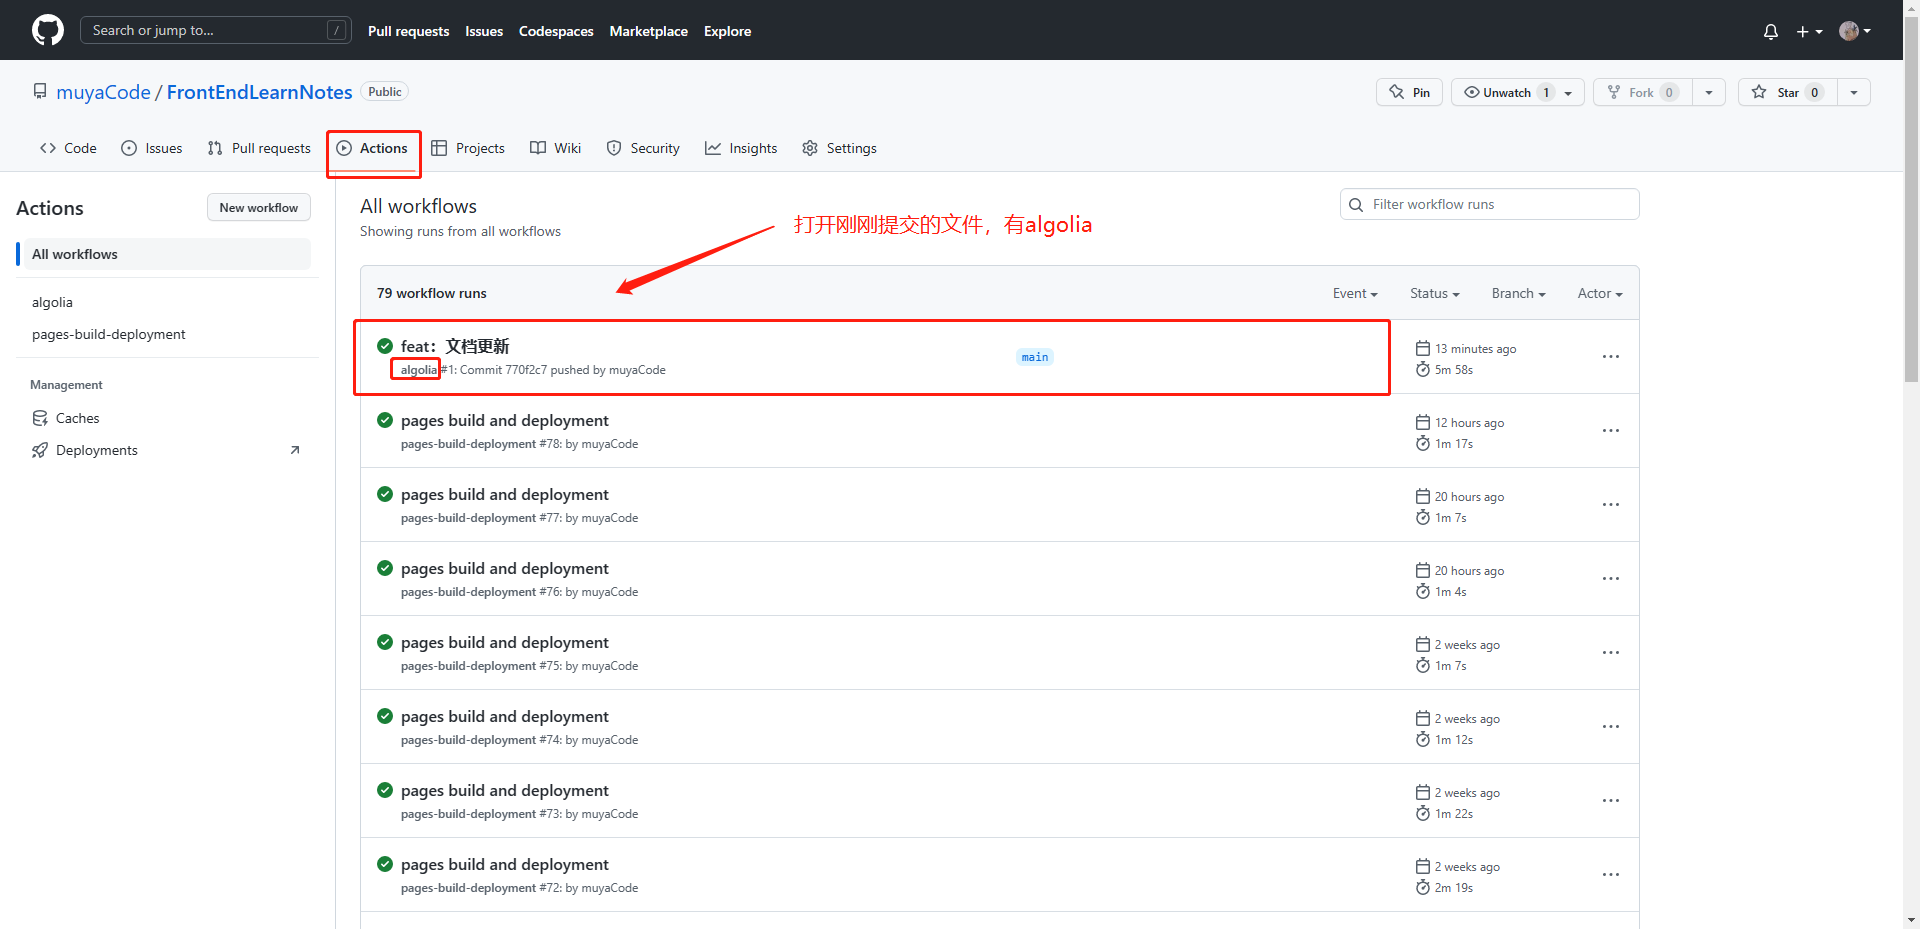 Search or jump to... /
Pull requests Issues Codespaces Marketplace Explore
muyaCode / FrontEndLearnNotes Public
Pin Unwatch 1 Fork 0 Star 0
Code Issues Pull requests Actions Projects Wiki Security Insights Settings
Actions
New workflow
All workflows
algolia
pages-build-deployment
Management
Caches
Deployments
All workflows
Showing runs from all workflows
打开刚刚提交的文件，有algolia
Filter workflow runs
79 workflow runs
Event Status Branch Actor
feat：文档更新
algolia #1: Commit 770f2c7 pushed by muyaCode
main
13 minutes ago
5m 58s
pages build and deployment
pages-build-deployment #78: by muyaCode
12 hours ago
1m 17s
pages build and deployment
pages-build-deployment #77: by muyaCode
20 hours ago
1m 7s
pages build and deployment
pages-build-deployment #76: by muyaCode
20 hours ago
1m 4s
pages build and deployment
pages-build-deployment #75: by muyaCode
2 weeks ago
1m 7s
pages build and deployment
pages-build-deployment #74: by muyaCode
2 weeks ago
1m 12s
pages build and deployment
pages-build-deployment #73: by muyaCode
2 weeks ago
1m 22s
pages build and deployment
pages-build-deployment #72: by muyaCode
2 weeks ago
2m 19s